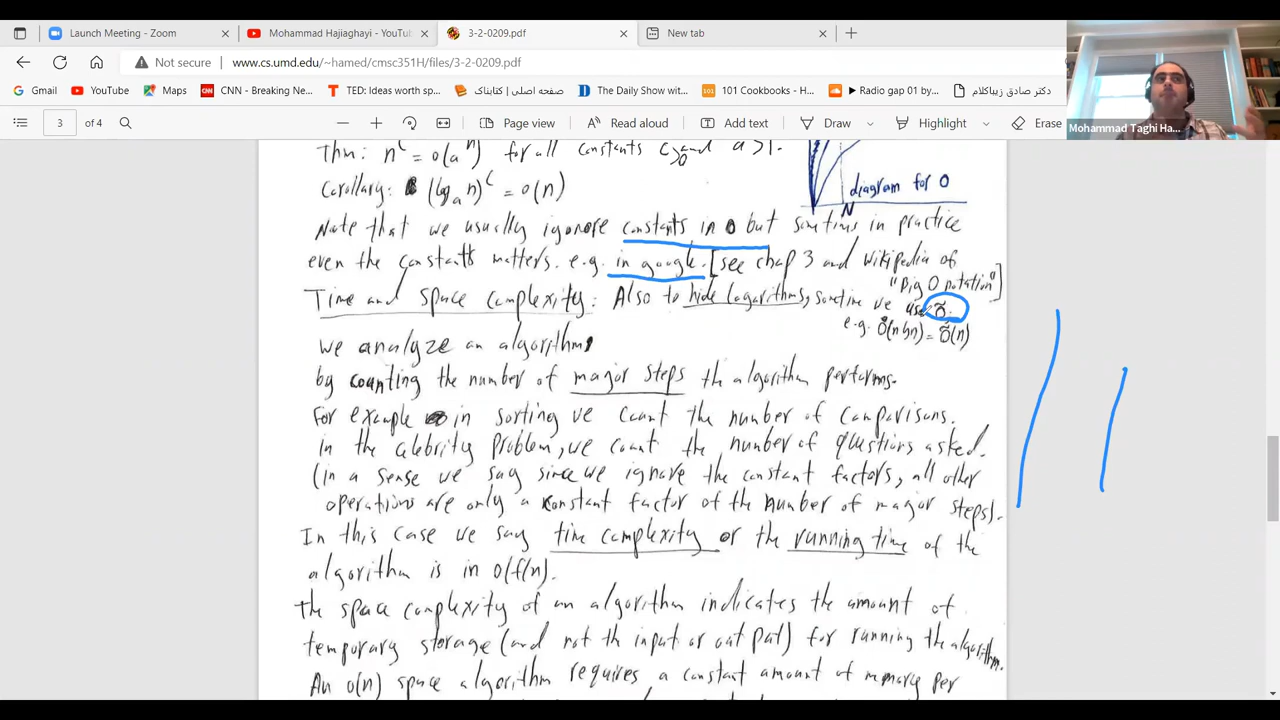 Launch Meeting - Zoom
Mohammad Hajiaghayi - YouTub
3-2-0209.pdf
New tab
Not secure
www.cs.umd.edu/~hamed/cmsc351H/files/3-2-0209.pdf
Gmail
YouTube
Maps
CNN - Breaking Ne...
TED: Ideas worth sp...
صفحه اصلی | کتابناک
The Daily Show wit...
101 Cookbooks - H...
Radio gap 01 by...
دکتر صادق زیباکلام
Mohammad Taghi Ha...
3 of 4
Page view
Read aloud
Add text
Draw
Highlight
Erase
Thm: n^c = o(a^n) for all constants c>0 and a>1.
Corollary: (log_a n)^c = o(n)
diagram for O
N
Note that we usually ignore constants in O but sometims in practice
even the constants matters. e.g. in google. [see chap 3 and wikipedia of
"Big O notation"]
Time and space complexity: Also to hide logarithms, sometime we
use Õ.
e.g. Õ(n log n) = Õ(n)
we analyze an algorithm
by counting the number of major steps the algorithm performs.
For example in sorting we count the number of comparisons.
in the celebrity problem, we count the number of questions asked.
(in a sense we say since we ignore the constant factors, all other
operations are only a constant factor of the number of major steps).
In this case we say time complexity or the running time of the
algorithm is in O(f(n).
the space complexity of an algorithm indicates the amount of
temporary storage (and not th input or out put) for running the algorithm.
An O(n) space algorithm requires a constant amount of memory per